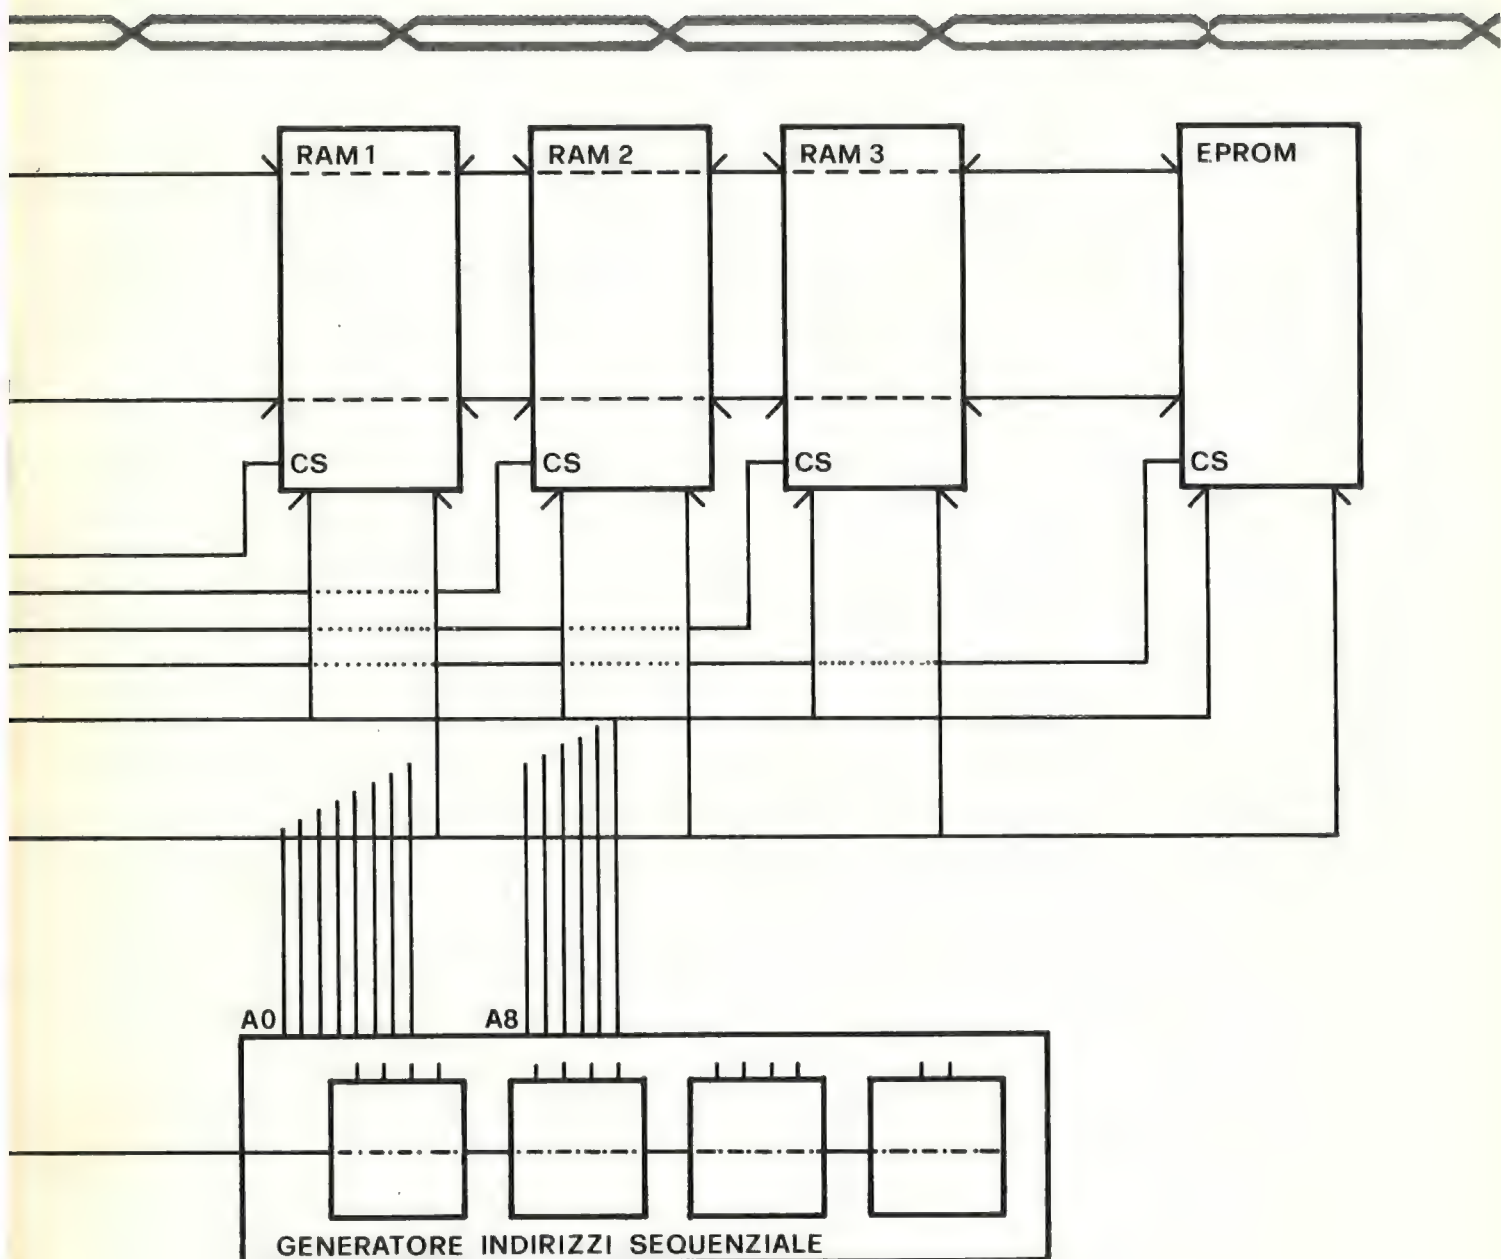 RAM 1
RAM 2
RAM 3
EPROM
CS
CS
CS
CS
A0
A8
GENERATORE INDIRIZZI SEQUENZIALE